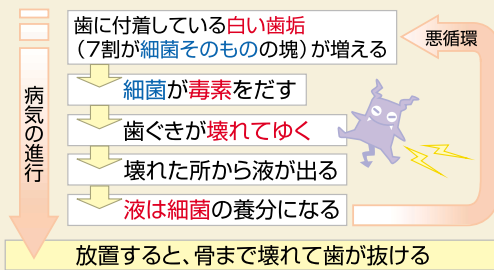 歯に付着している白い歯垢
（7割が細菌そのものの塊）が増える
悪循環
細菌が毒素をだす
歯ぐきが壊れてゆく
壊れた所から液が出る
液は細菌の養分になる
病気の進行
放置すると、骨まで壊れて歯が抜ける